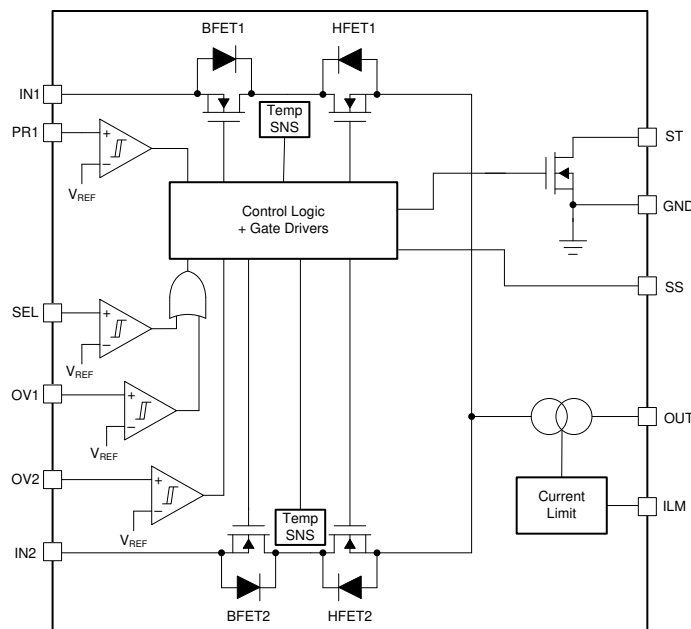 BFET1
HFET1
IN1
Temp
SNS
PR1
+
−
VREF
ST
Control Logic
+ Gate Drivers
GND
SS
SEL
+
−
VREF
OV1
+
−
VREF
OUT
OV2
+
−
VREF
Current
Limit
ILM
Temp
SNS
IN2
BFET2
HFET2